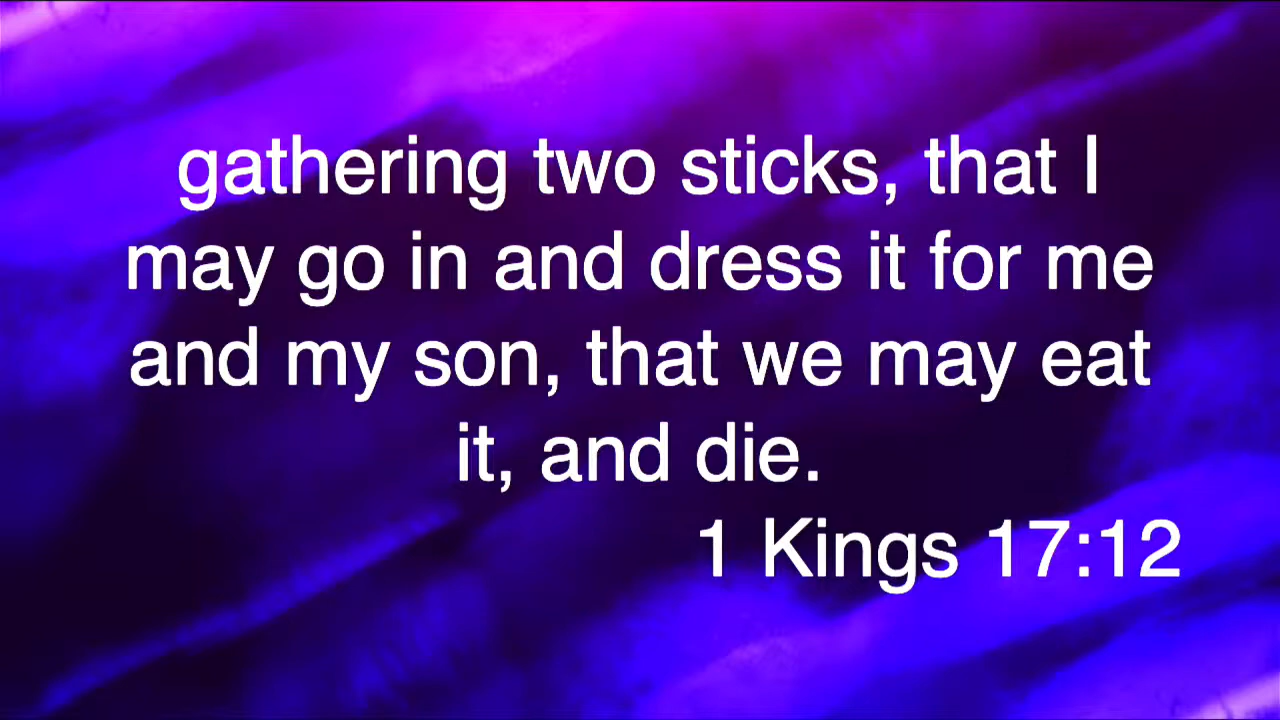 gathering two sticks, that I
may go in and dress it for me
and my son, that we may eat
it, and die.
1 Kings 17:12